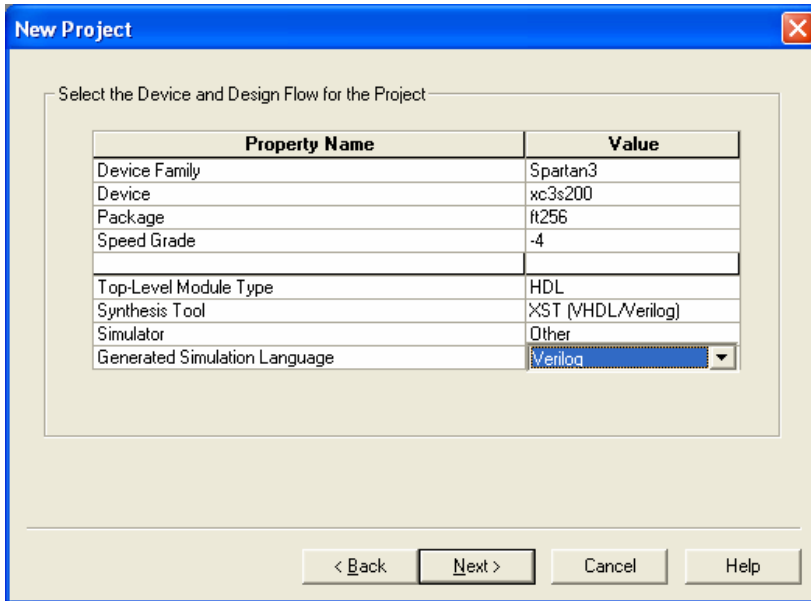 New Project
Select the Device and Design Flow for the Project
Property Name Value
Device Family Spartan3
Device xc3s200
Package ft256
Speed Grade -4
Top-Level Module Type HDL
Synthesis Tool XST (VHDL/Verilog)
Simulator Other
Generated Simulation Language Verilog
< Back Next > Cancel Help